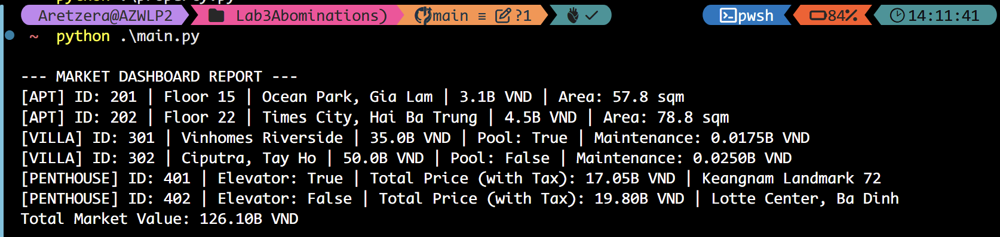 python .\property.py
Aretzera@AZWLP2 Lab3Abominations) main ≡ ?1 ✓ pwsh 84% 14:11:41
~ python .\main.py
--- MARKET DASHBOARD REPORT ---
[APT] ID: 201 | Floor 15 | Ocean Park, Gia Lam | 3.1B VND | Area: 57.8 sqm
[APT] ID: 202 | Floor 22 | Times City, Hai Ba Trung | 4.5B VND | Area: 78.8 sqm
[VILLA] ID: 301 | Vinhomes Riverside | 35.0B VND | Pool: True | Maintenance: 0.0175B VND
[VILLA] ID: 302 | Ciputra, Tay Ho | 50.0B VND | Pool: False | Maintenance: 0.0250B VND
[PENTHOUSE] ID: 401 | Elevator: True | Total Price (with Tax): 17.05B VND | Keangnam Landmark 72
[PENTHOUSE] ID: 402 | Elevator: False | Total Price (with Tax): 19.80B VND | Lotte Center, Ba Dinh
Total Market Value: 126.10B VND